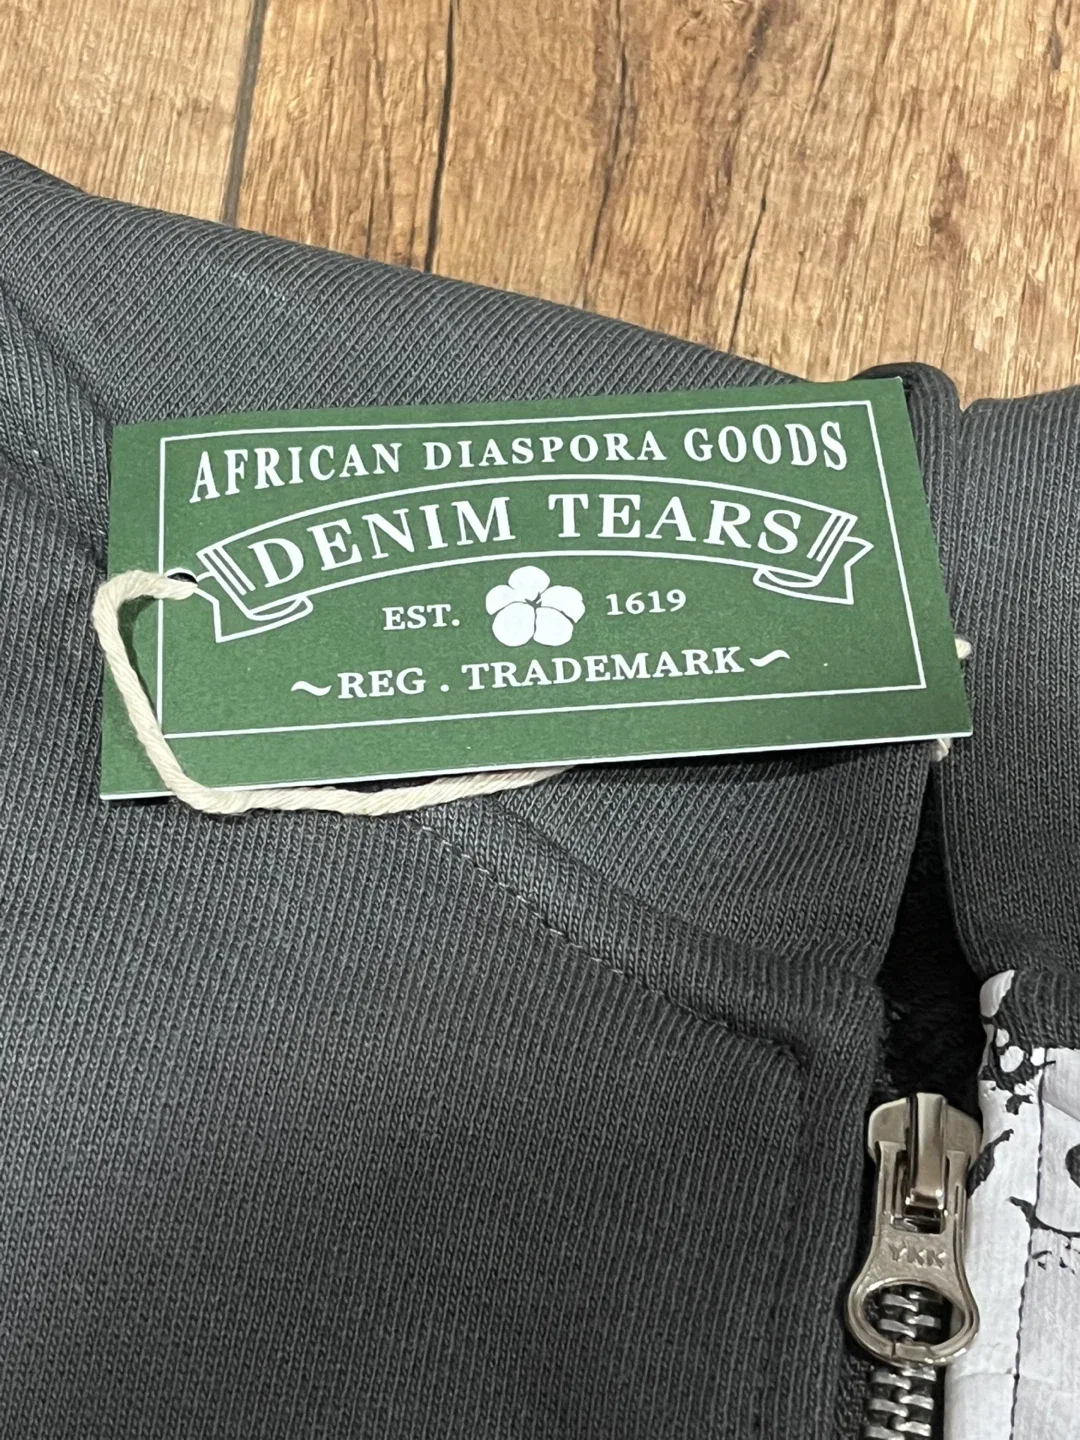 AFRICAN DIASPORA GOODS
DENIM TEARS
EST. 1619
~REG . TRADEMARK~
YKK